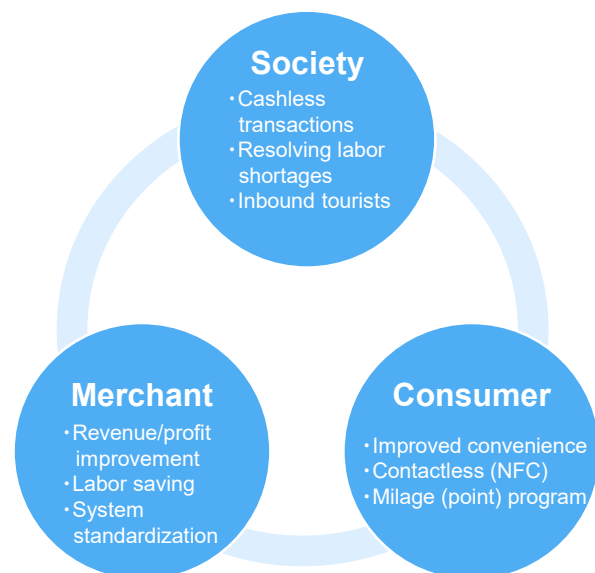 Society
・Cashless
transactions
・Resolving labor
shortages
・Inbound tourists
Merchant
・Revenue/profit
improvement
・Labor saving
・System
standardization
Consumer
・Improved convenience
・Contactless (NFC)
・Milage (point) program